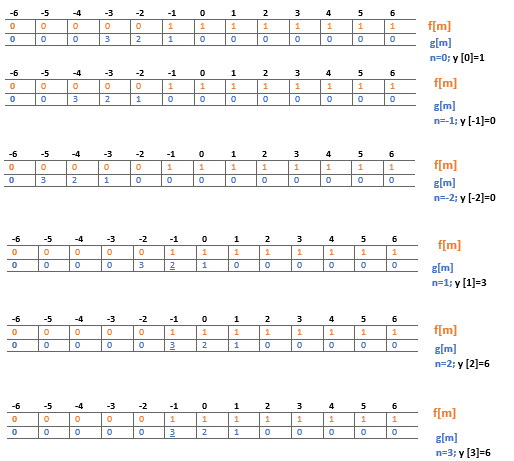 -6 -5 -4 -3 -2 -1 0 1 2 3 4 5 6
0 0 0 0 0 1 1 1 1 1 1 1 1 f[m]
0 0 0 3 2 1 0 0 0 0 0 0 0 g[m]
n=0; y [0]=1
-6 -5 -4 -3 -2 -1 0 1 2 3 4 5 6
0 0 0 0 0 1 1 1 1 1 1 1 1 f[m]
0 0 3 2 1 0 0 0 0 0 0 0 0 g[m]
n=-1; y [-1]=0
-6 -5 -4 -3 -2 -1 0 1 2 3 4 5 6
0 0 0 0 0 1 1 1 1 1 1 1 1 f[m]
0 3 2 1 0 0 0 0 0 0 0 0 0 g[m]
n=-2; y [-2]=0
-6 -5 -4 -3 -2 -1 0 1 2 3 4 5 6
0 0 0 0 0 1 1 1 1 1 1 1 1 f[m]
0 0 0 0 3 2 1 0 0 0 0 0 0 g[m]
n=1; y [1]=3
-6 -5 -4 -3 -2 -1 0 1 2 3 4 5 6
0 0 0 0 0 1 1 1 1 1 1 1 1 f[m]
0 0 0 0 0 3 2 1 0 0 0 0 0 g[m]
n=2; y [2]=6
-6 -5 -4 -3 -2 -1 0 1 2 3 4 5 6
0 0 0 0 0 1 1 1 1 1 1 1 1 f[m]
0 0 0 0 0 3 2 1 0 0 0 0 0 g[m]
n=3; y [3]=6